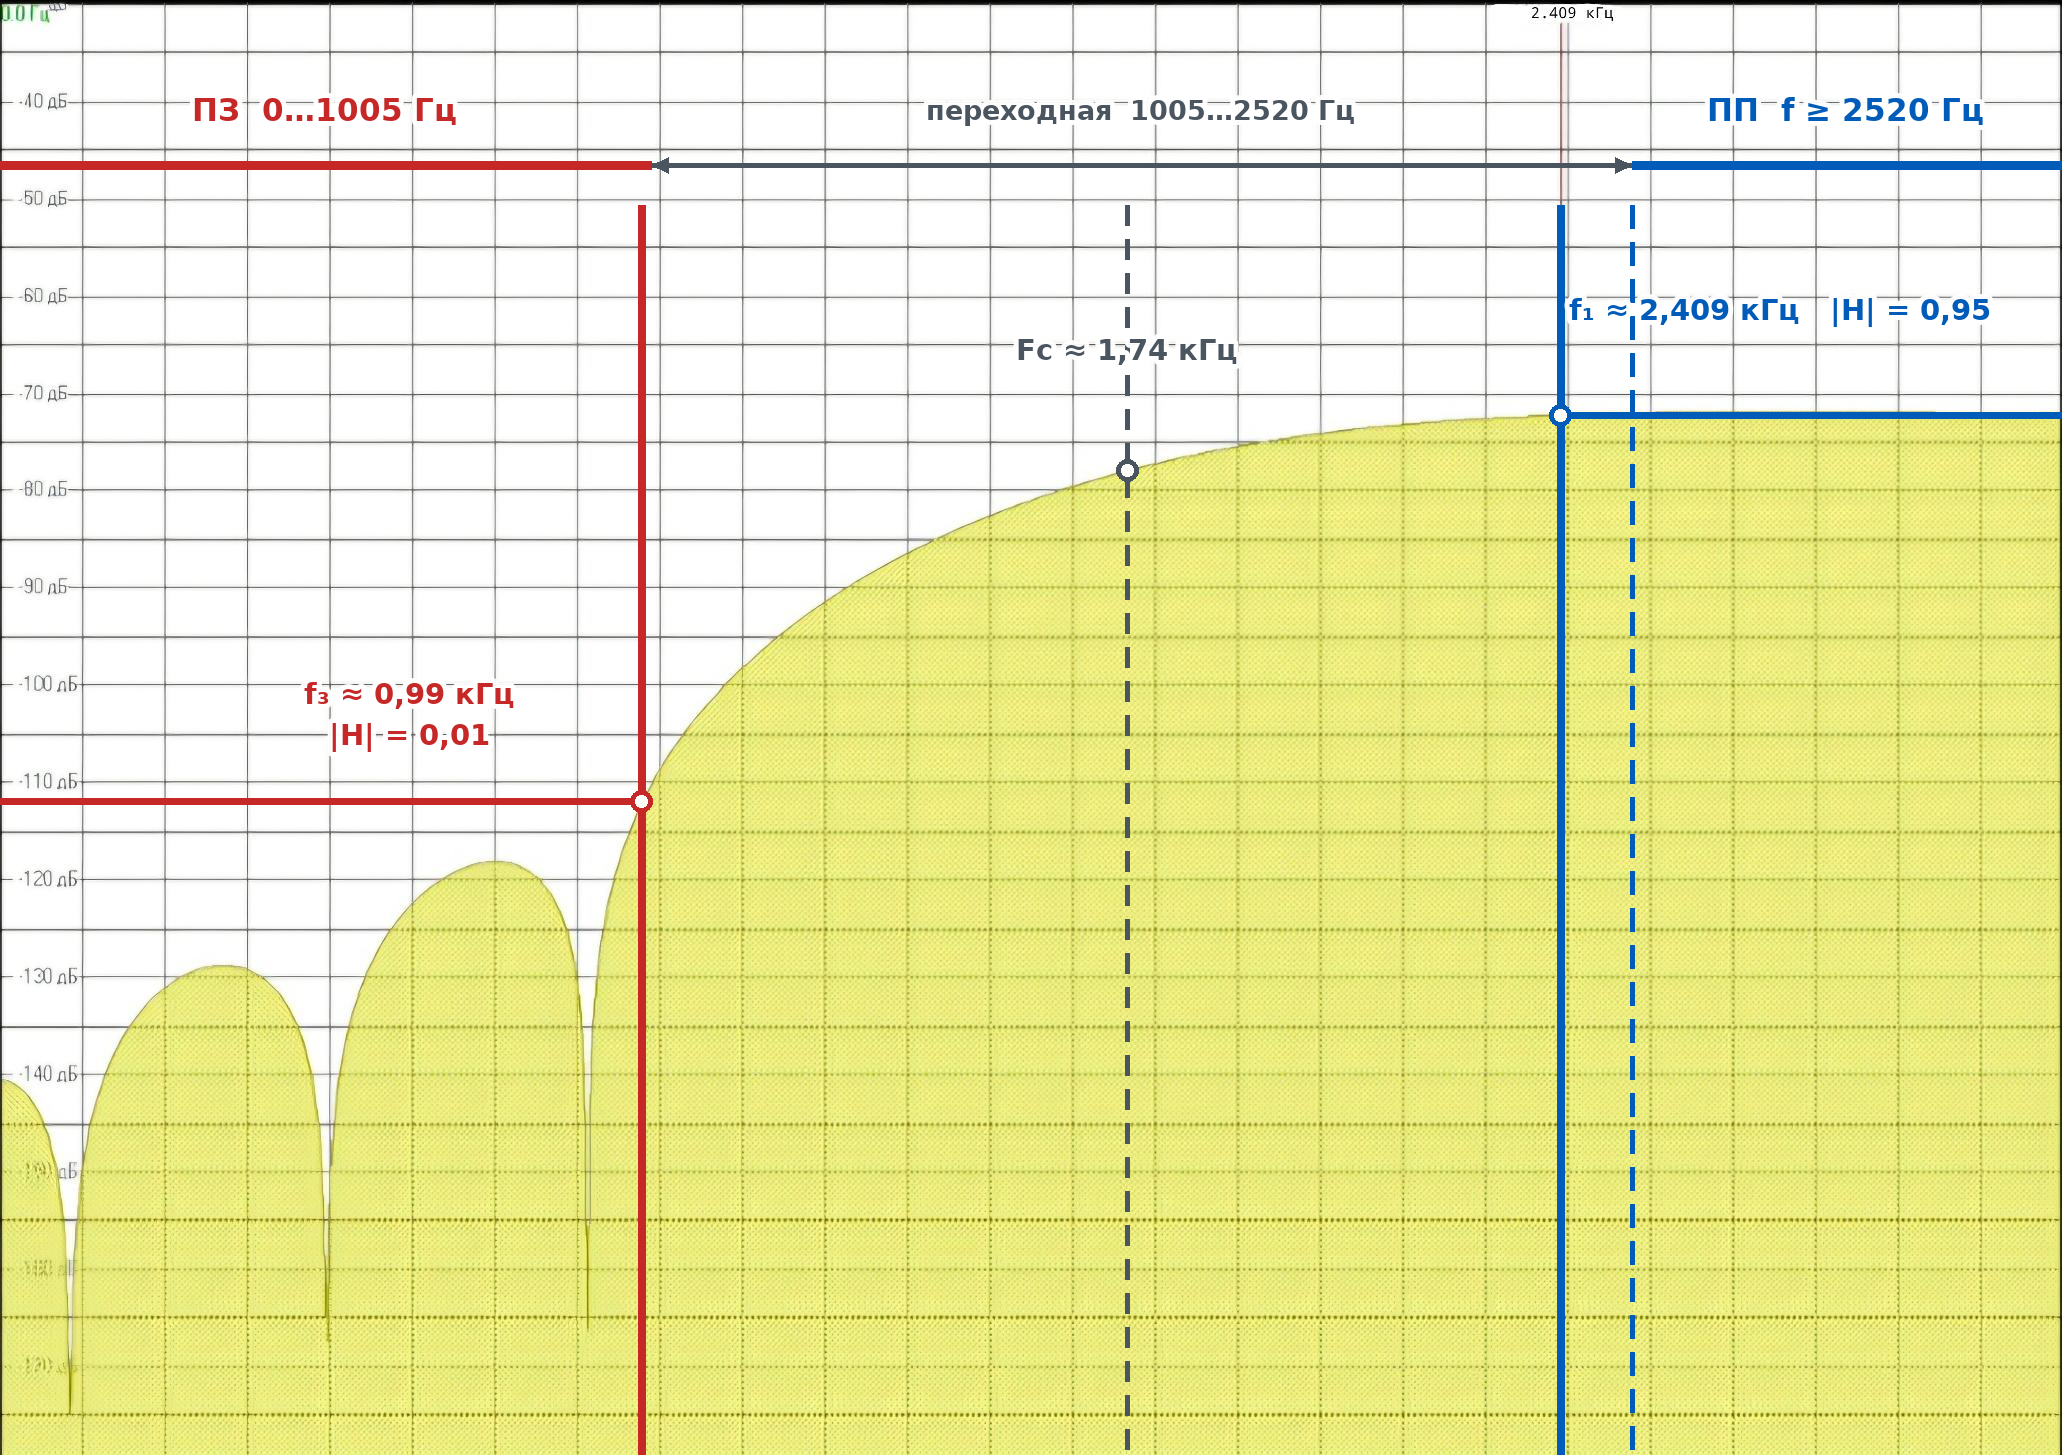 0.0 Гц
2.409 кГц
-40 дБ
ПЗ 0…1005 Гц
переходная 1005…2520 Гц
ПП f ≥ 2520 Гц
-50 дБ
-60 дБ
f₁ ≈ 2,409 кГц |H| = 0,95
Fc ≈ 1,74 кГц
-70 дБ
-80 дБ
-90 дБ
-100 дБ
f₃ ≈ 0,99 кГц
|H| = 0,01
-110 дБ
-120 дБ
-130 дБ
-140 дБ